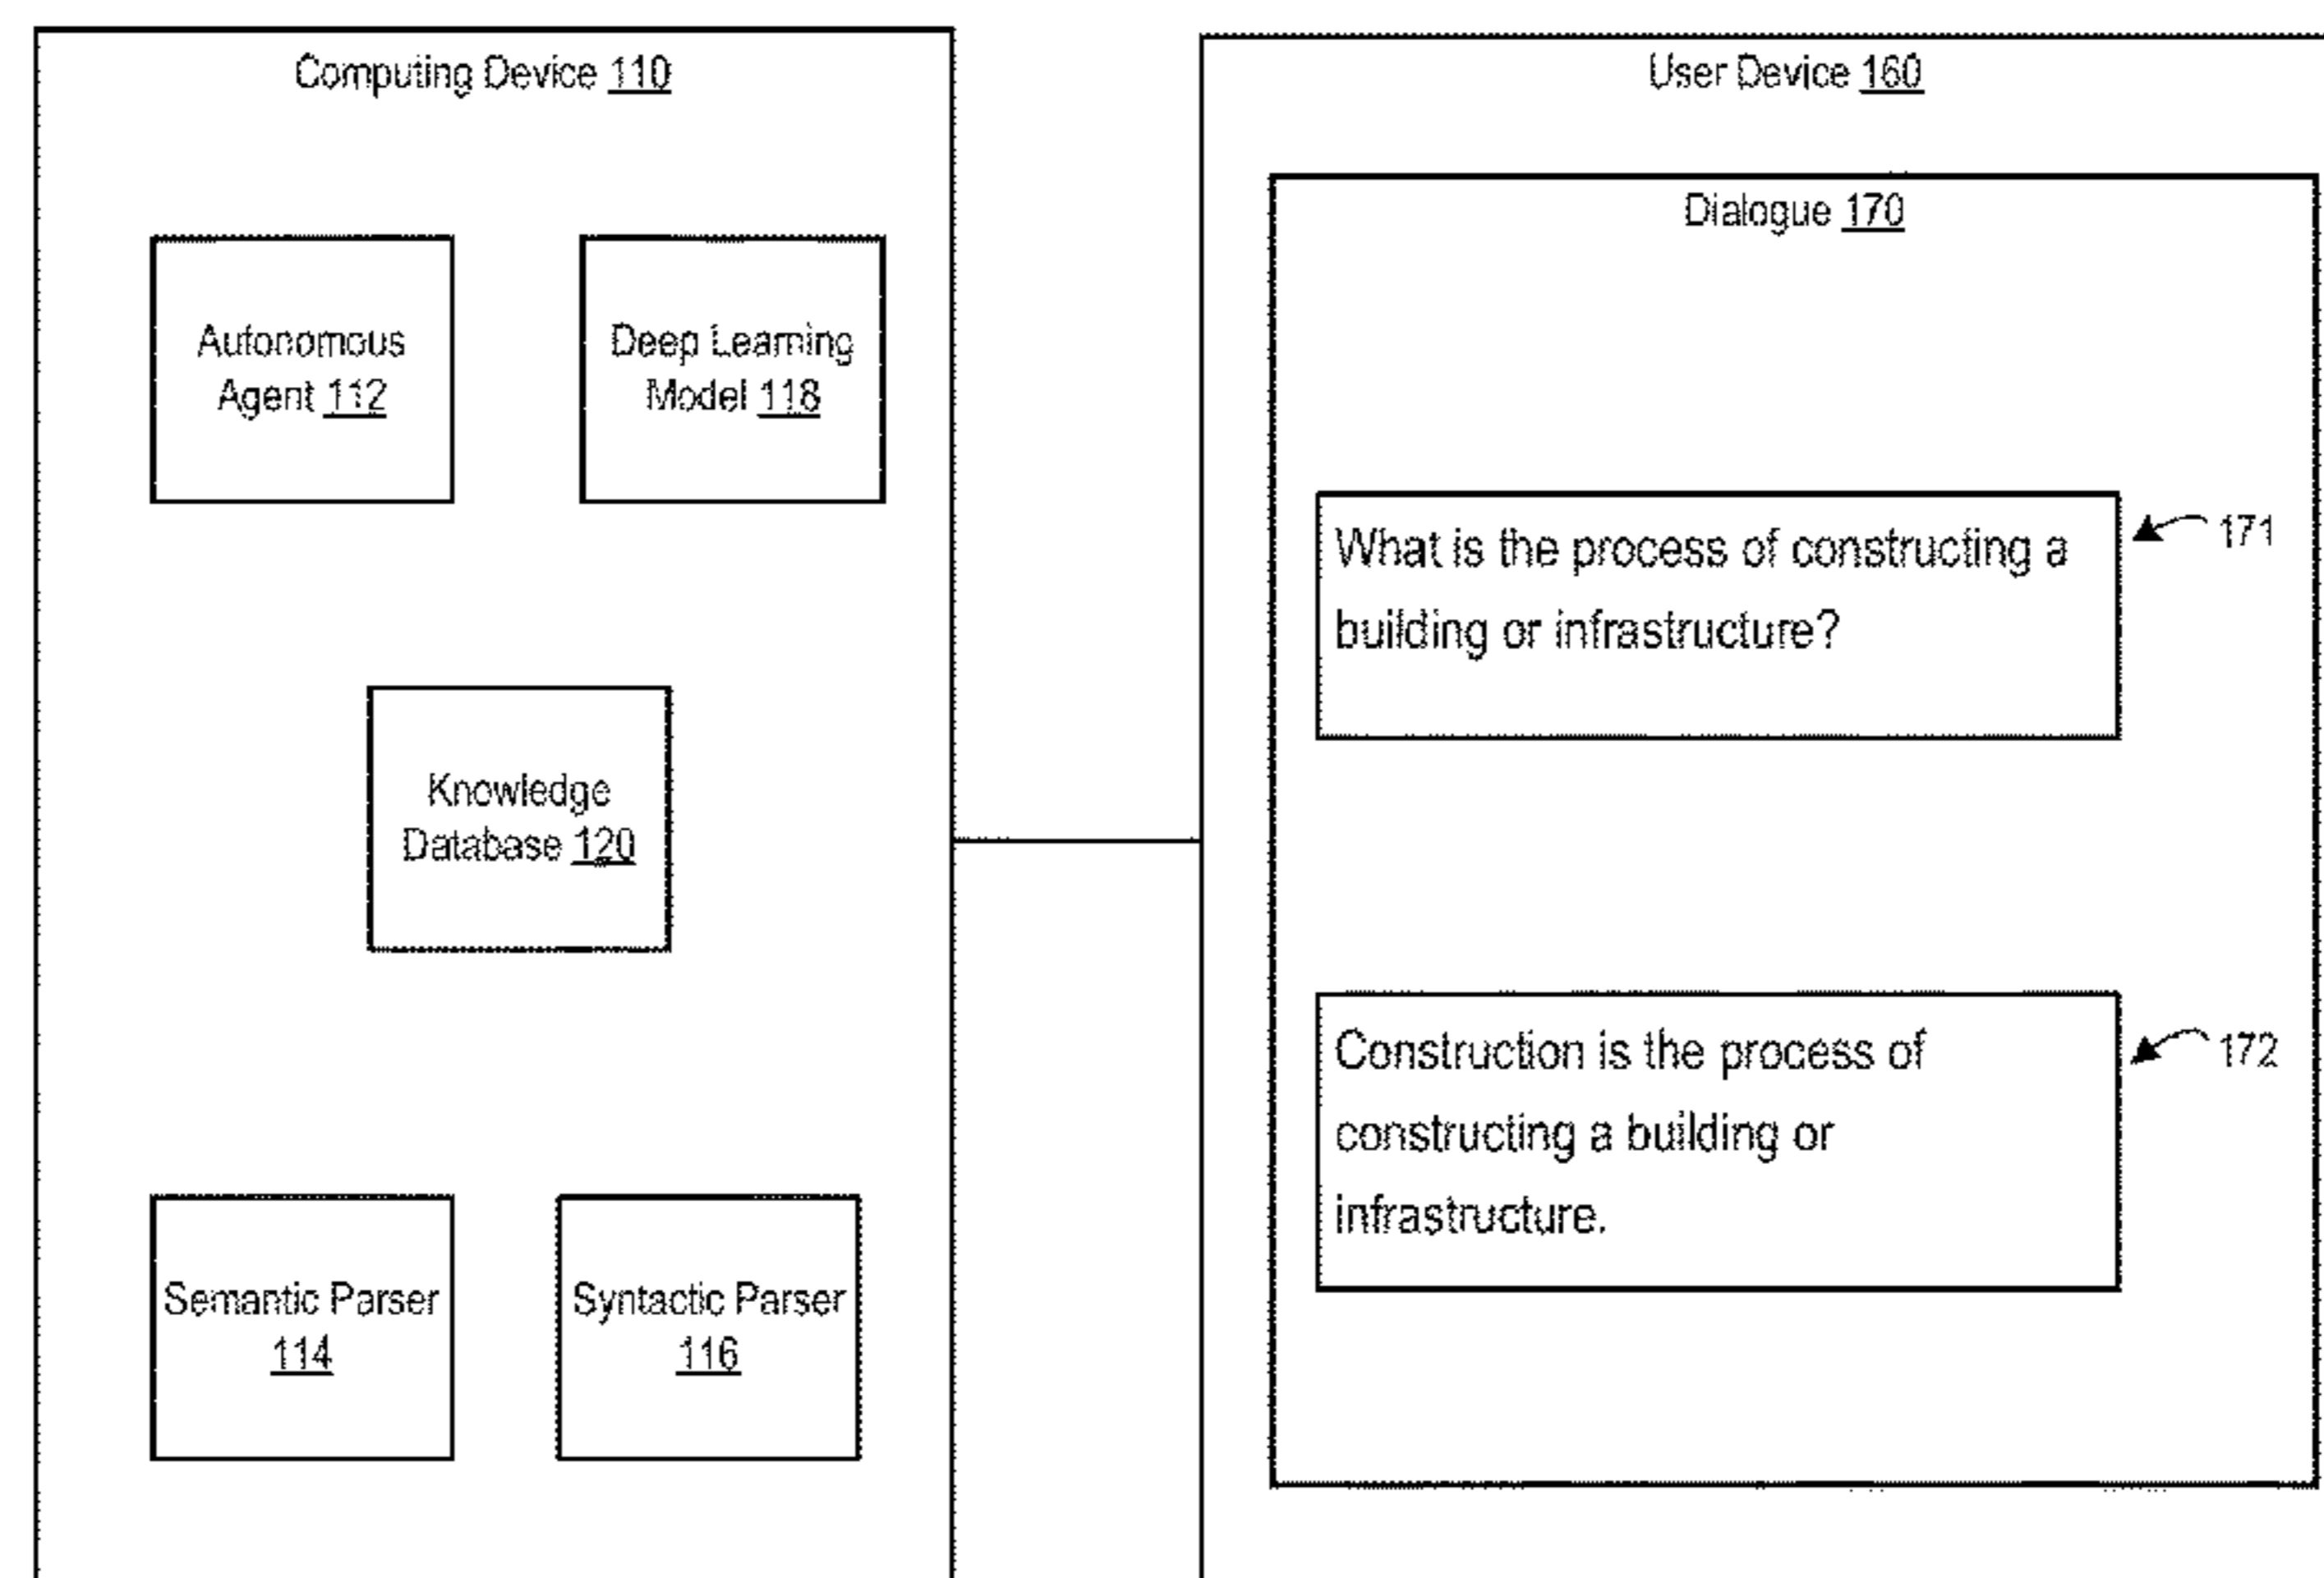 Computing Device 110
Autonomous
Agent 112
Deep Learning
Model 118
Knowledge
Database 120
Semantic Parser
114
Syntactic Parser
116
User Device 160
Dialogue 170
What is the process of constructing a
building or infrastructure?
171
Construction is the process of
constructing a building or
infrastructure.
172